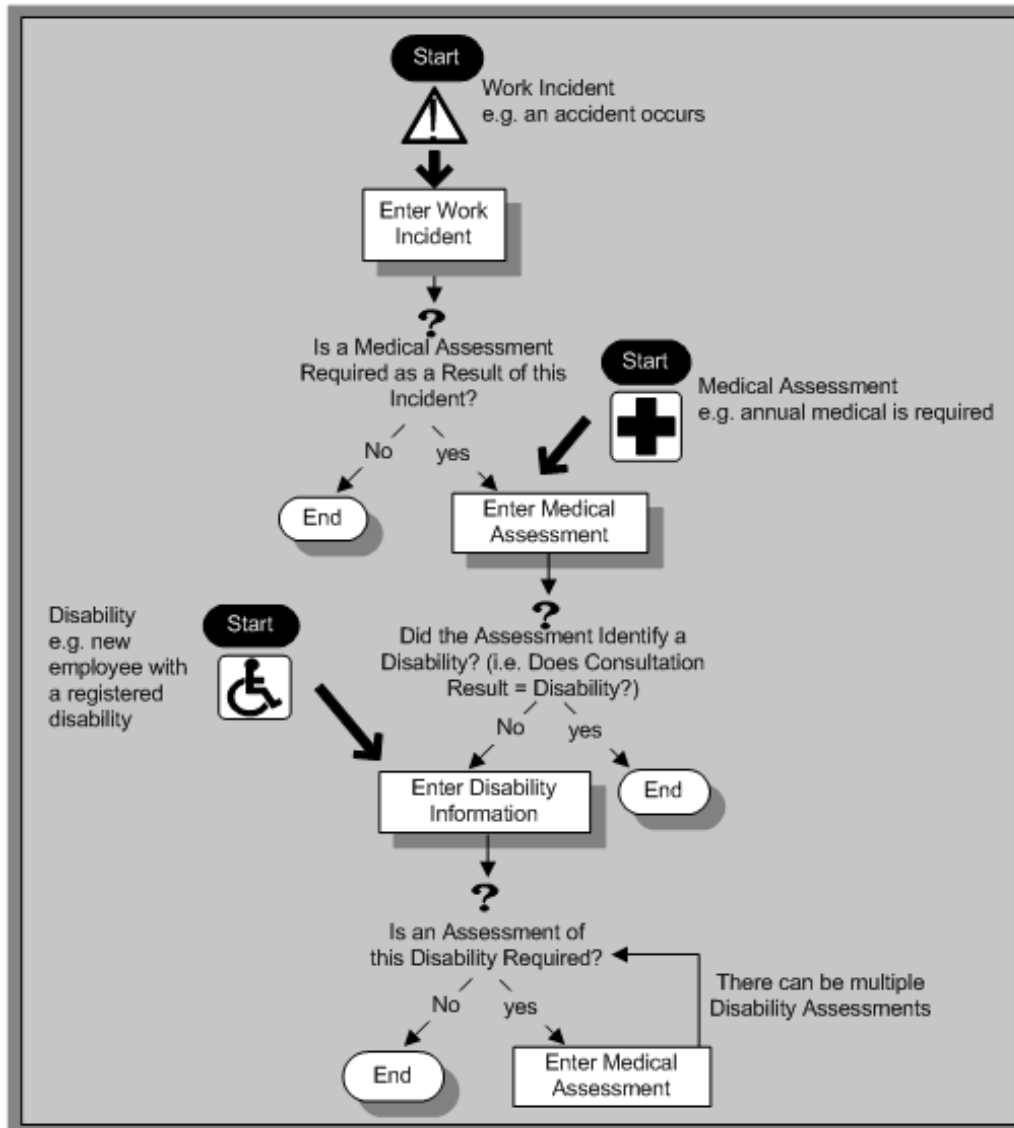 Start
Work Incident
e.g. an accident occurs
Enter Work
Incident
?
Is a Medical Assessment
Required as a Result of this
Incident?
Start
Medical Assessment
e.g. annual medical is required
No
yes
End
Enter Medical
Assessment
?
Did the Assessment Identify a
Disability? (i.e. Does Consultation
Result = Disability?)
Disability
e.g. new
employee with
a registered
disability
Start
No
yes
Enter Disability
Information
End
?
Is an Assessment of
this Disability Required?
There can be multiple
Disability Assessments
No
yes
End
Enter Medical
Assessment